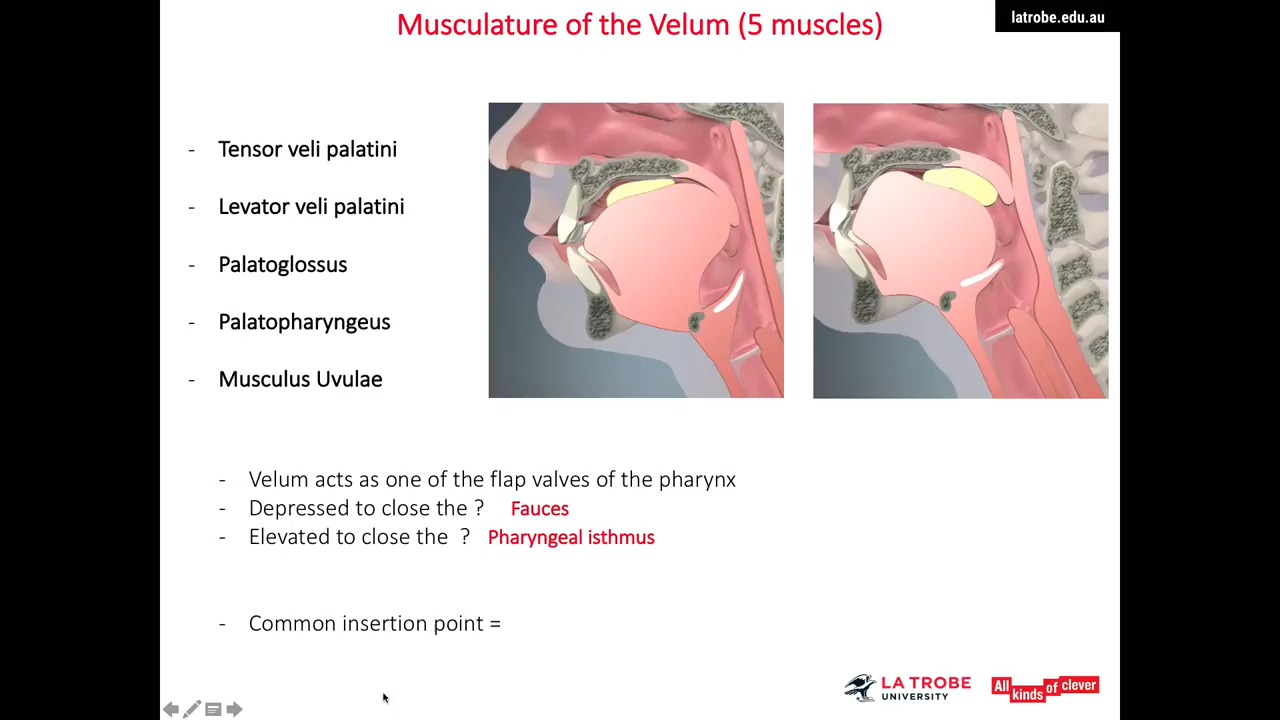 latrobe.edu.au
Musculature of the Velum (5 muscles)
- Tensor veli palatini
- Levator veli palatini
- Palatoglossus
- Palatopharyngeus
- Musculus Uvulae
- Velum acts as one of the flap valves of the pharynx
- Depressed to close the ? Fauces
- Elevated to close the ? Pharyngeal isthmus
- Common insertion point =
LA TROBE
UNIVERSITY
All kinds of clever